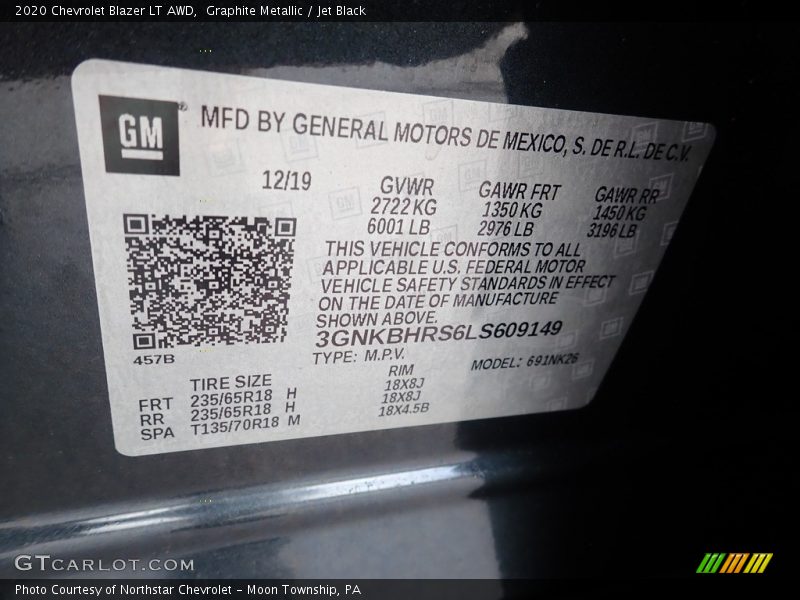 2020 Chevrolet Blazer LT AWD,  Graphite Metallic / Jet Black
GM ® MFD BY GENERAL MOTORS DE MEXICO, S. DE R.L. DE C.V.
12/19 GVWR GAWR FRT GAWR RR
2722 KG 1350 KG 1450 KG
6001 LB 2976 LB 3196 LB
THIS VEHICLE CONFORMS TO ALL
APPLICABLE U.S. FEDERAL MOTOR
VEHICLE SAFETY STANDARDS IN EFFECT
ON THE DATE OF MANUFACTURE
SHOWN ABOVE.
3GNKBHRS6LS609149
457B TYPE: M.P.V. MODEL: 691NK26
TIRE SIZE RIM
FRT 235/65R18 H 18X8J
RR 235/65R18 H 18X8J
SPA T135/70R18 M 18X4.5B
GTCARLOT.COM
Photo Courtesy of Northstar Chevrolet – Moon Township, PA